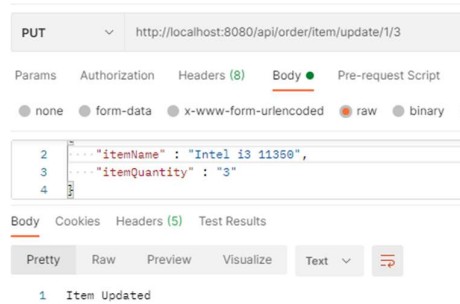 PUT http://localhost:8080/api/order/item/update/1/3
Params Authorization Headers (8) Body Pre-request Script
none form-data x-www-form-urlencoded raw binary
2 "itemName" : "Intel i3 11350",
3 "itemQuantity" : "3"
4 }
Body Cookies Headers (5) Test Results
Pretty Raw Preview Visualize Text
1 Item Updated